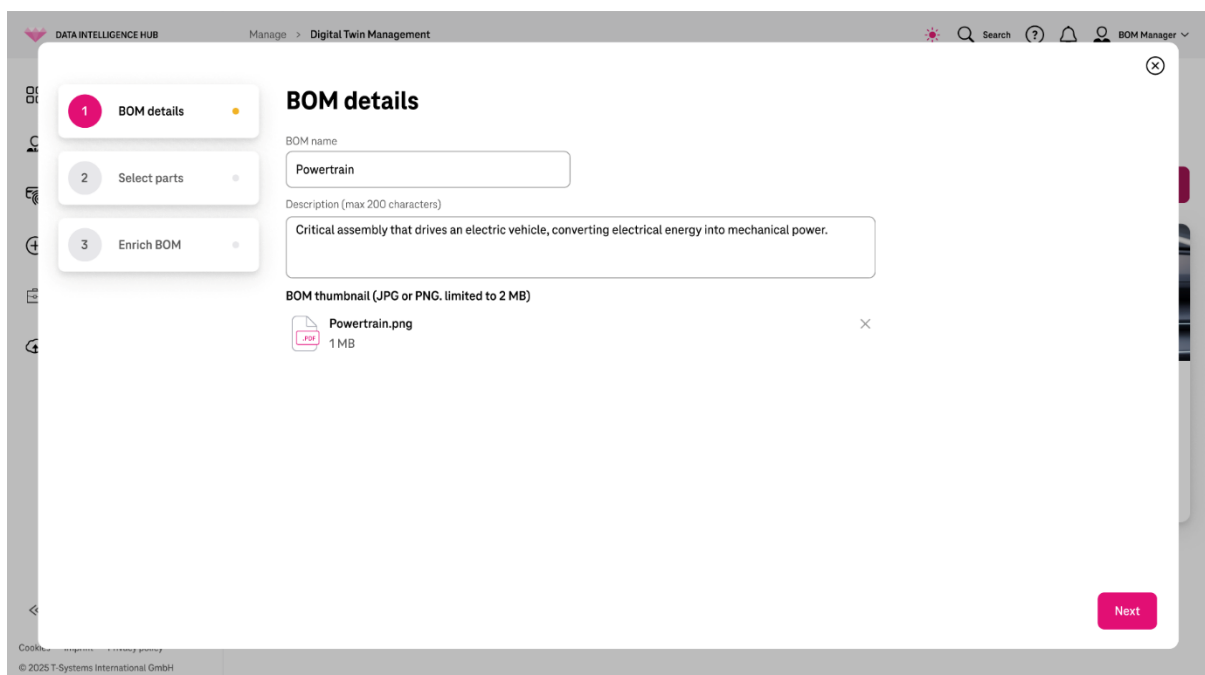 DATA INTELLIGENCE HUB
Manage > Digital Twin Management
Search
?
BOM Manager
1 BOM details
2 Select parts
3 Enrich BOM
BOM details
BOM name
Powertrain
Description (max 200 characters)
Critical assembly that drives an electric vehicle, converting electrical energy into mechanical power.
BOM thumbnail (JPG or PNG. limited to 2 MB)
.PDF
Powertrain.png
1 MB
Next
© 2025 T-Systems International GmbH